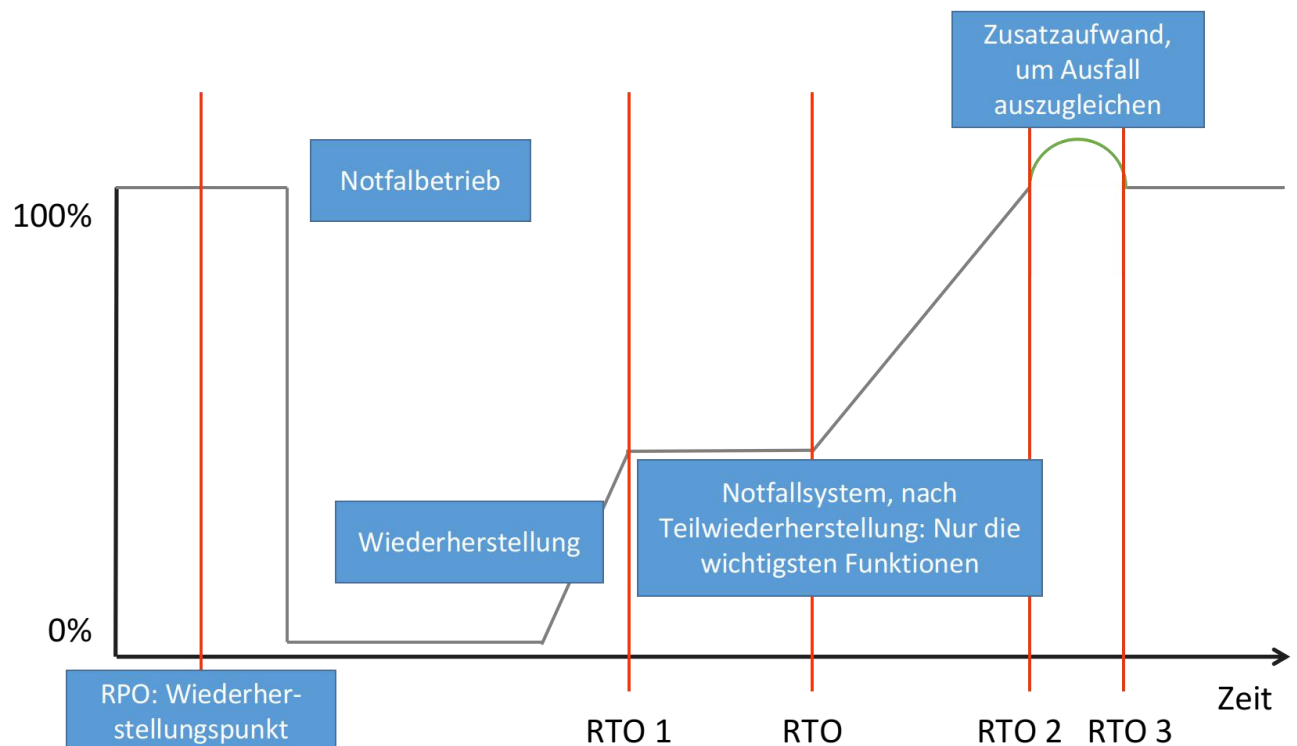 Zusatzaufwand,
um Ausfall
auszugleichen
Notfalbetrieb
100%
Wiederherstellung
Notfallsystem, nach
Teilwiederherstellung: Nur die
wichtigsten Funktionen
0%
RPO: Wiederher-
stellungspunkt
Zeit
RTO 1
RTO
RTO 2
RTO 3